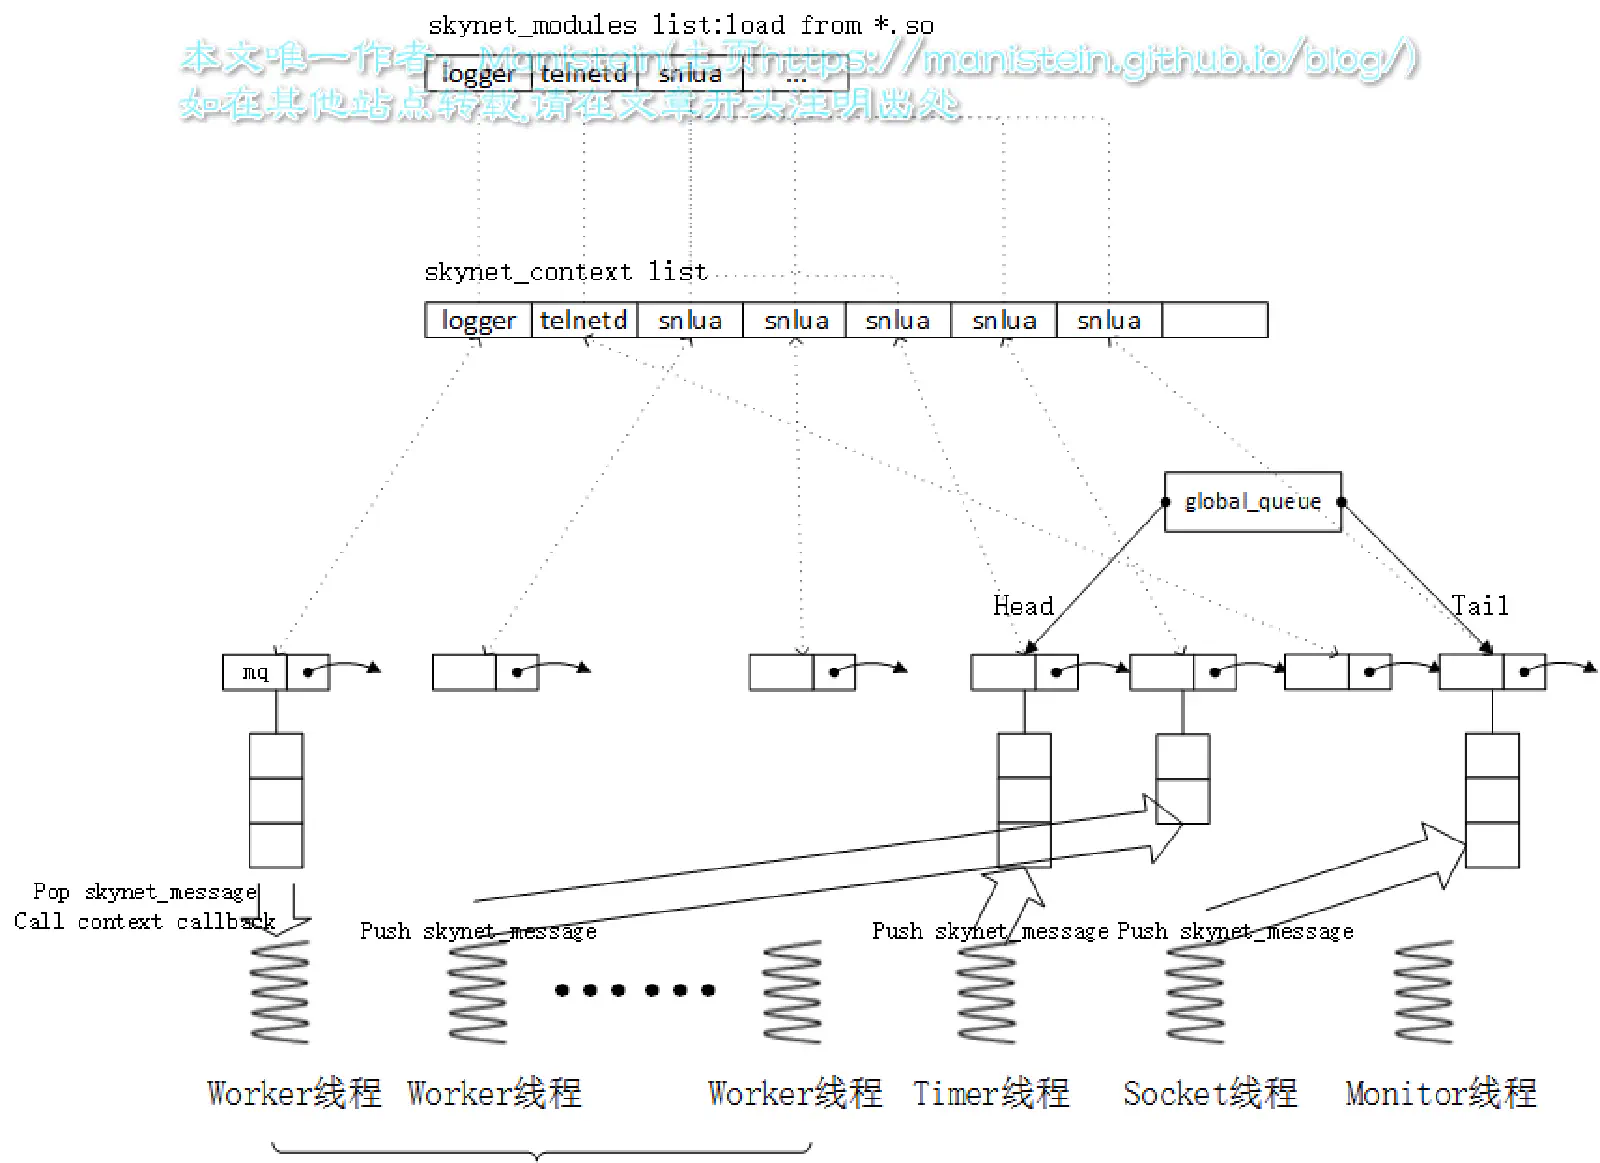 skynet_modules list:load from *.so
本文唯一作者 Manistein(主页https://manistein.github.io/blog/)
logger telnetd snlua ...
如在其他站点转载,请在文章开头注明出处
skynet_context list
logger telnetd snlua snlua snlua snlua snlua
global_queue
Head
Tail
mq
Pop skynet_message
Call context callback
Push skynet_message
Push skynet_message
Push skynet_message
Worker线程
Worker线程
Worker线程
Timer线程
Socket线程
Monitor线程